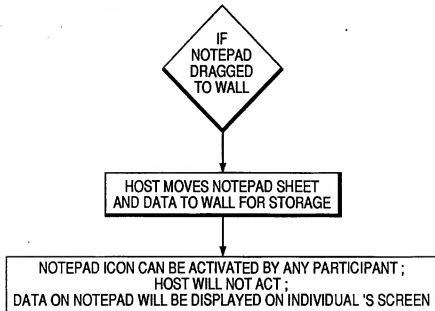 IF
NOTEPAD
DRAGGED
TO WALL
HOST MOVES NOTEPAD SHEET
AND DATA TO WALL FOR STORAGE
NOTEPAD ICON CAN BE ACTIVATED BY ANY PARTICIPANT ;
HOST WILL NOT ACT ;
DATA ON NOTEPAD WILL BE DISPLAYED ON INDIVIDUAL 'S SCREEN